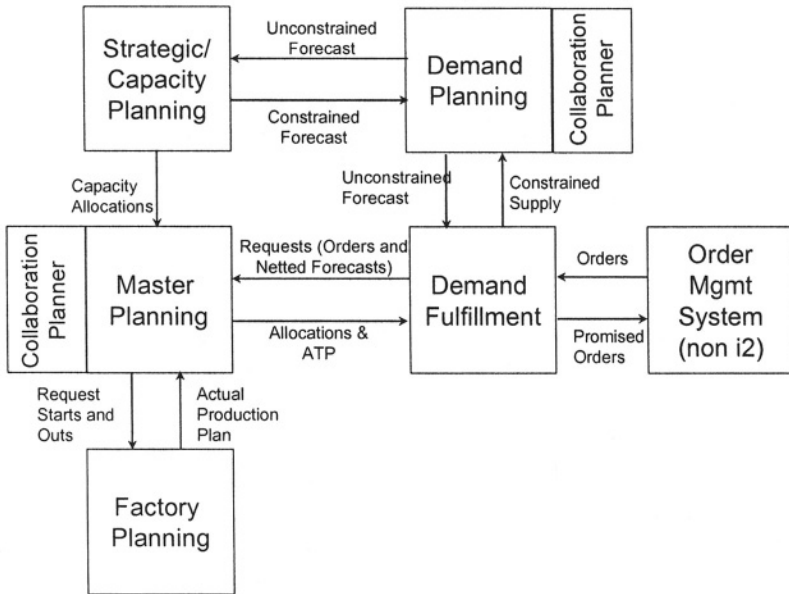 Unconstrained
Forecast
Strategic/
Capacity
Planning
Constrained
Forecast
Demand
Planning
Collaboration
Planner
Capacity
Allocations
Unconstrained
Forecast
Constrained
Supply
Collaboration
Planner
Master
Planning
Requests (Orders and
Netted Forecasts)
Allocations &
ATP
Demand
Fulfillment
Orders
Promised
Orders
Order
Mgmt
System
(non i2)
Request
Starts and
Outs
Actual
Production
Plan
Factory
Planning